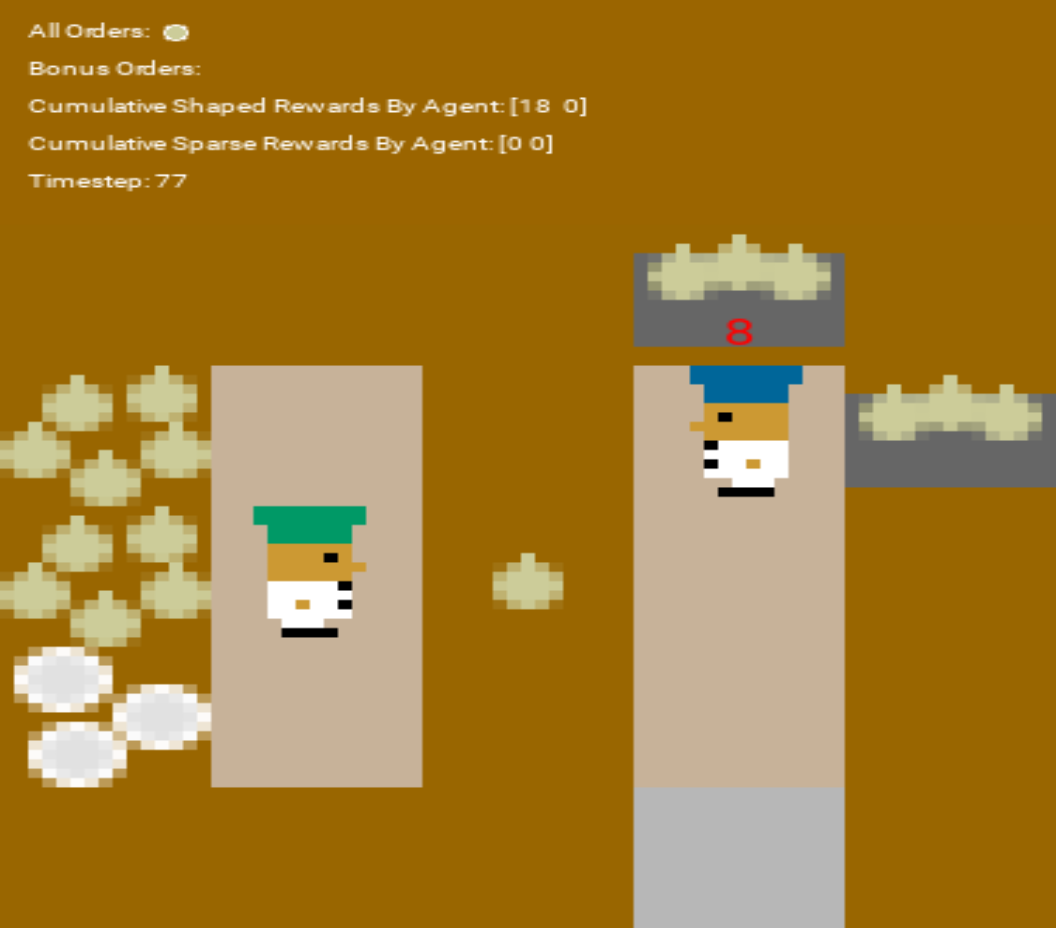 All Orders:
Bonus Orders:
Cumulative Shaped Rewards By Agent: [18 0]
Cumulative Sparse Rewards By Agent: [0 0]
Timestep: 77
8